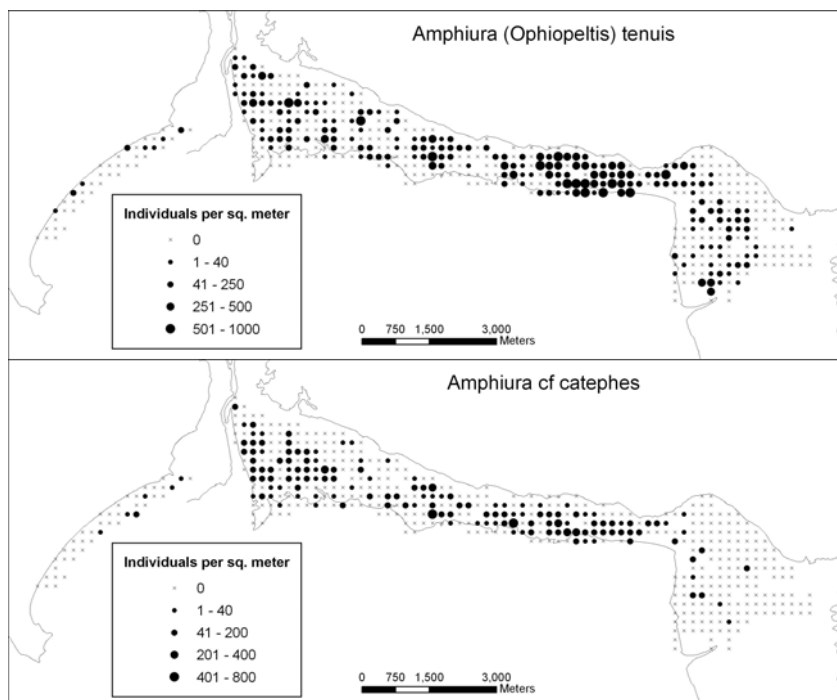 Amphiura (Ophiopeltis) tenuis
Individuals per sq. meter
0
1 - 40
41 - 250
251 - 500
501 - 1000
0 750 1,500 3,000
Meters
Amphiura cf catephes
Individuals per sq. meter
0
1 - 40
41 - 200
201 - 400
401 - 800
0 750 1,500 3,000
Meters